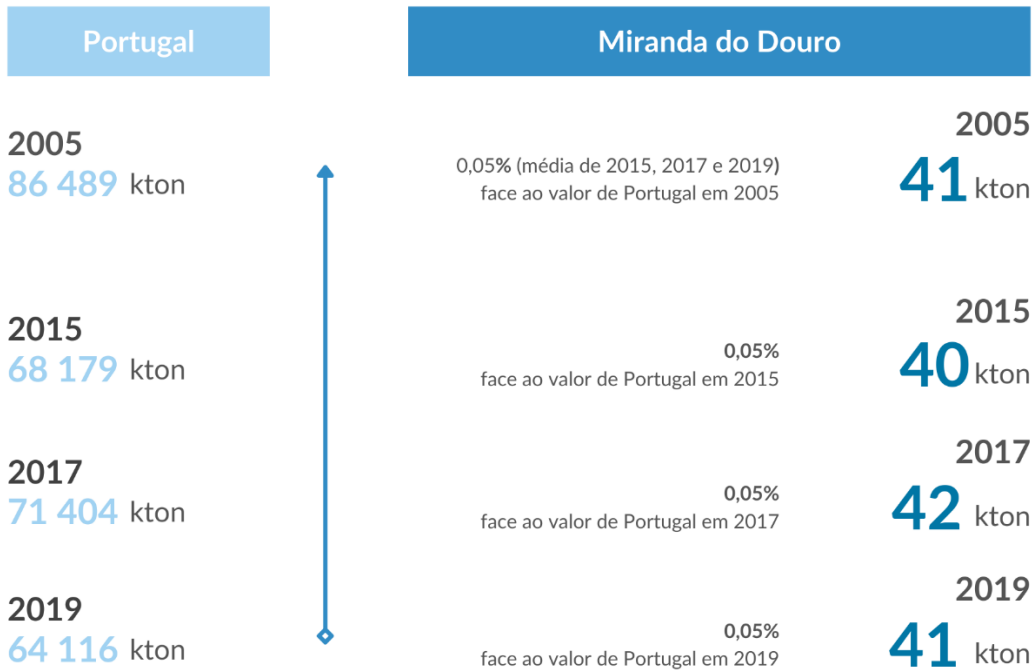 Portugal
Miranda do Douro
2005
86 489 kton
0,05% (média de 2015, 2017 e 2019)
face ao valor de Portugal em 2005
2005
41 kton
2015
68 179 kton
0,05%
face ao valor de Portugal em 2015
2015
40 kton
2017
71 404 kton
0,05%
face ao valor de Portugal em 2017
2017
42 kton
2019
64 116 kton
0,05%
face ao valor de Portugal em 2019
2019
41 kton